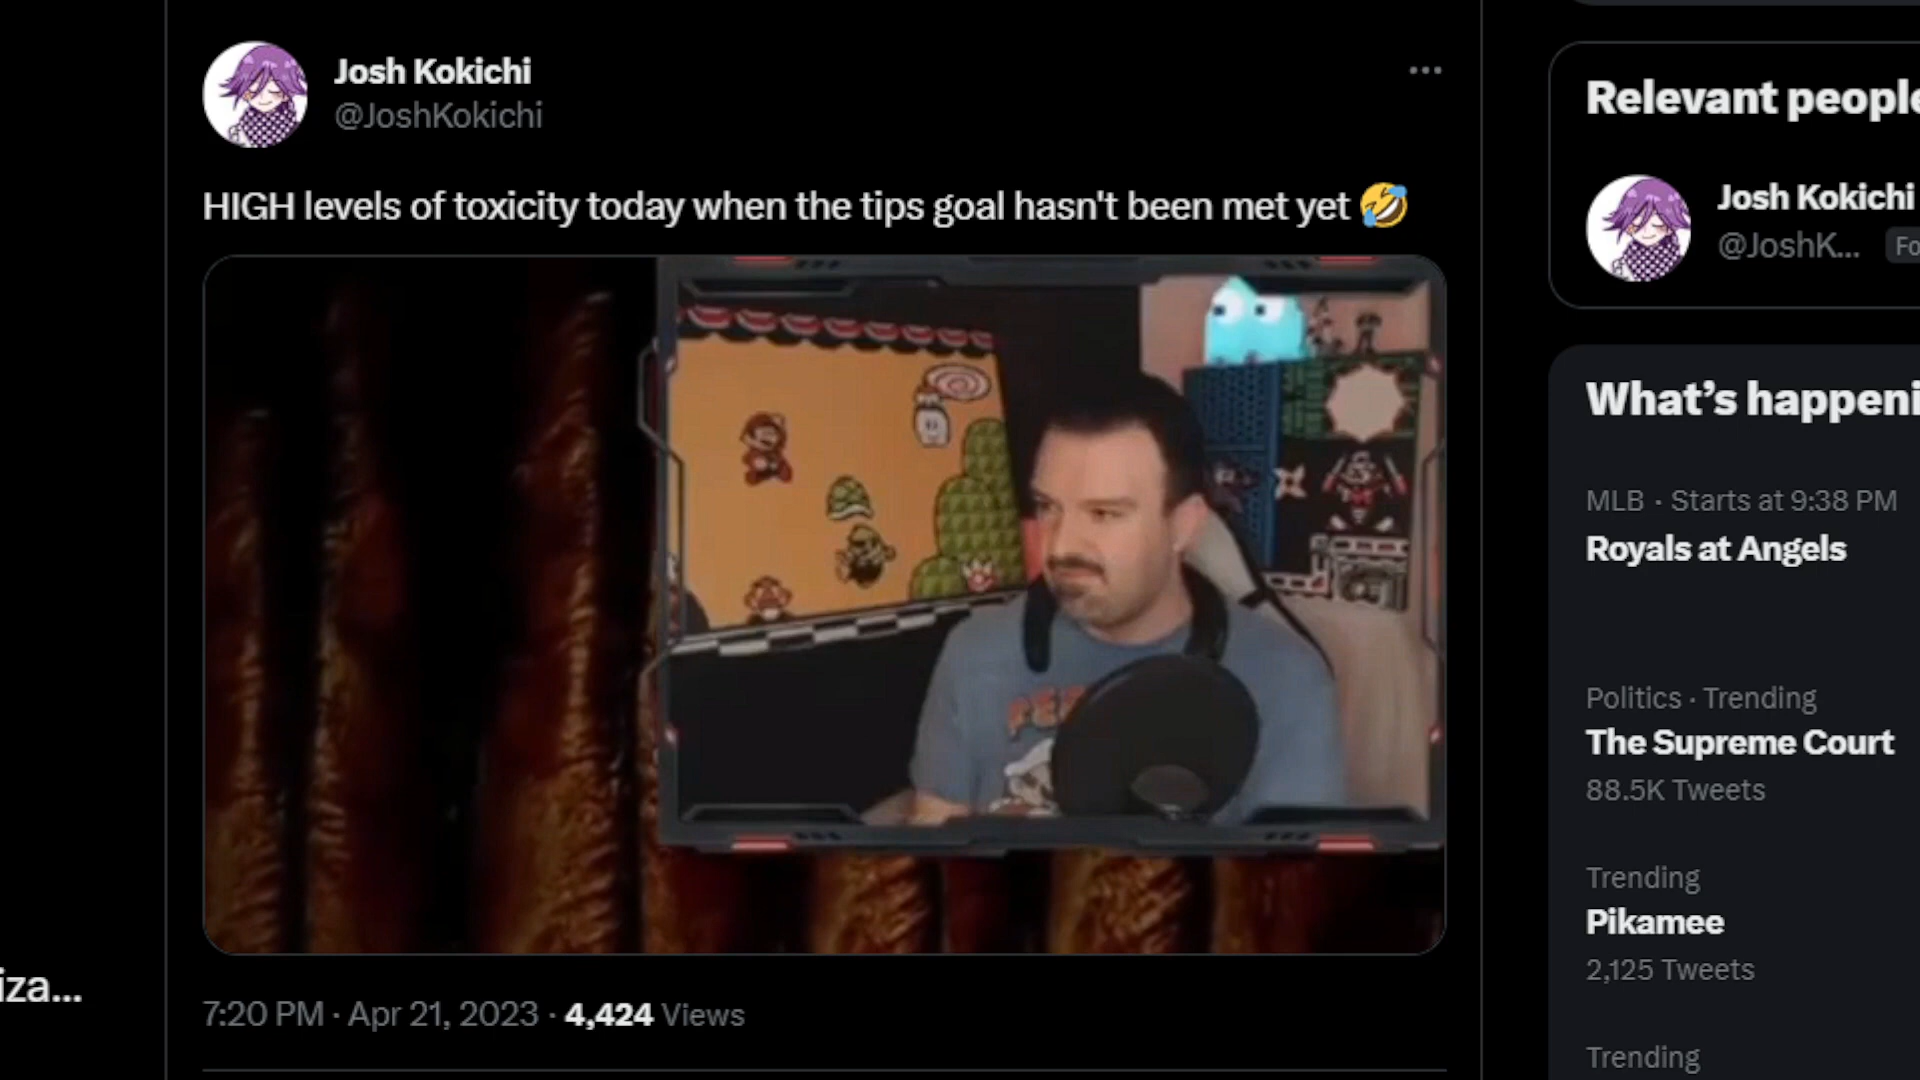 Josh Kokichi
@JoshKokichi
HIGH levels of toxicity today when the tips goal hasn't been met yet 🤣
7:20 PM · Apr 21, 2023 · 4,424 Views
iza...
Relevant people
Josh Kokichi
@JoshK...
Fo
What's happeni
MLB · Starts at 9:38 PM
Royals at Angels
Politics · Trending
The Supreme Court
88.5K Tweets
Trending
Pikamee
2,125 Tweets
Trending